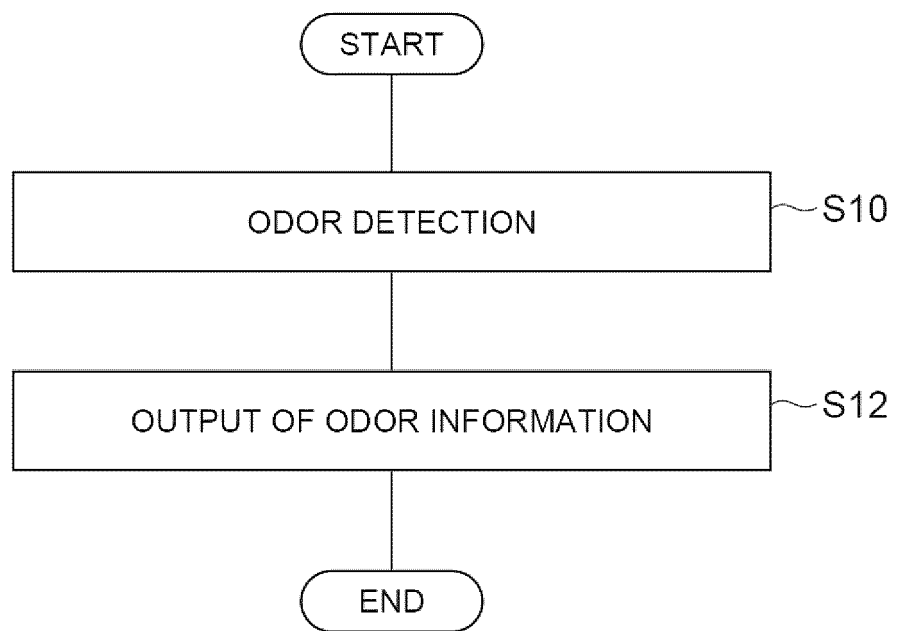 START
ODOR DETECTION
S10
OUTPUT OF ODOR INFORMATION
S12
END